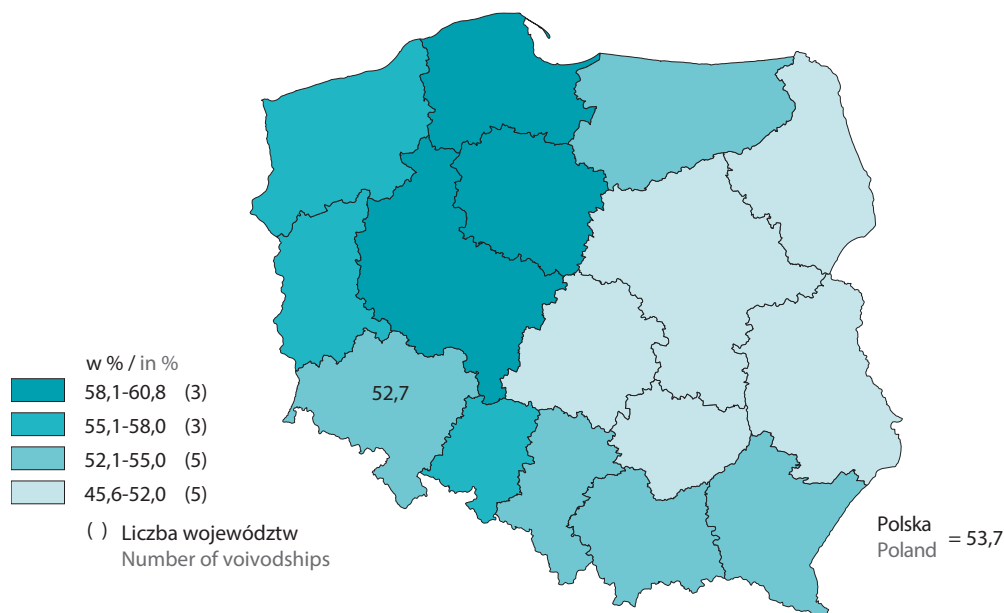 w % / in %
58,1-60,8 (3)
55,1-58,0 (3)
52,1-55,0 (5)
45,6-52,0 (5)
( ) Liczba województw
Number of voivodships
52,7
Polska
Poland = 53,7